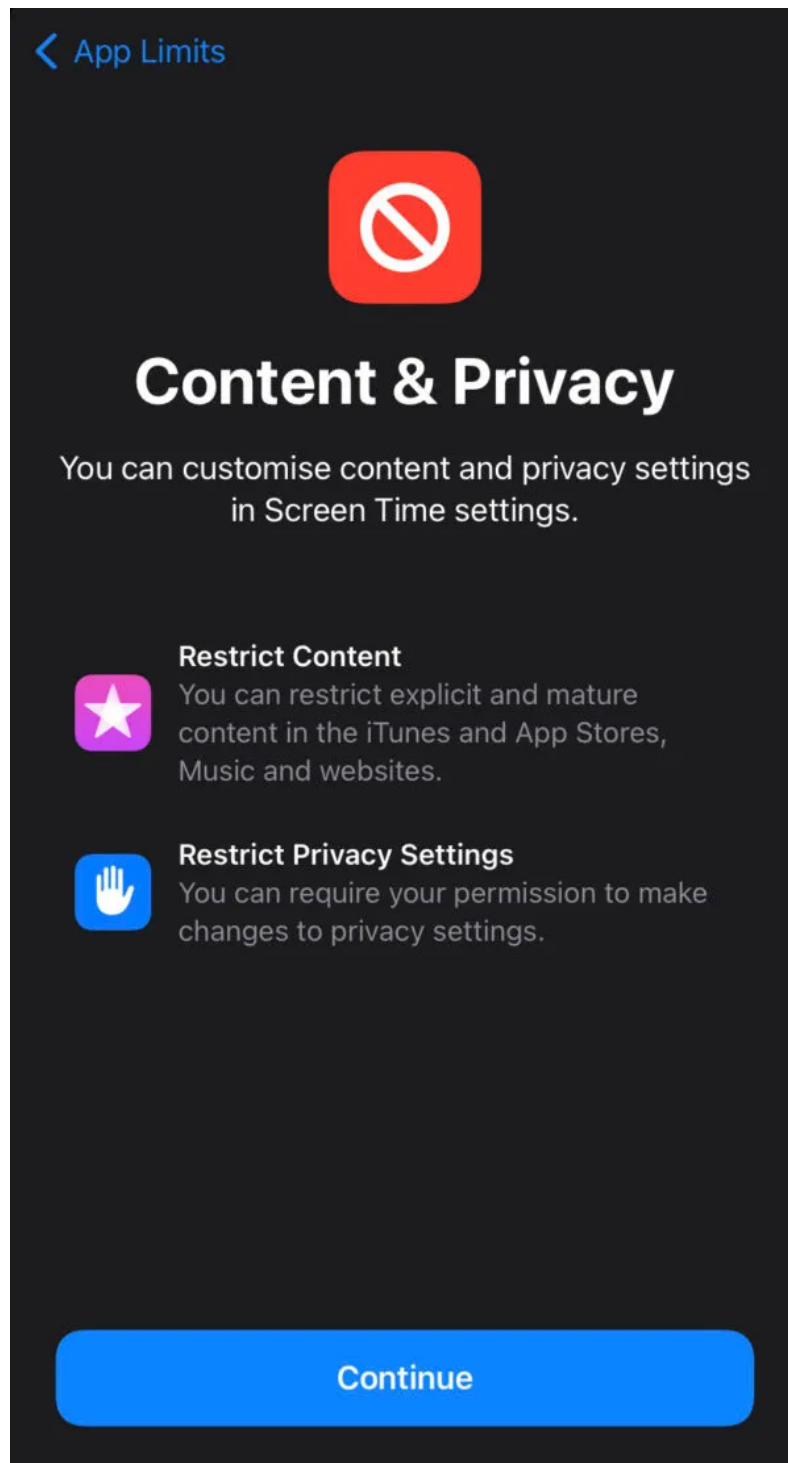 App Limits
Content & Privacy
You can customise content and privacy settings
in Screen Time settings.
Restrict Content
You can restrict explicit and mature
content in the iTunes and App Stores,
Music and websites.
Restrict Privacy Settings
You can require your permission to make
changes to privacy settings.
Continue